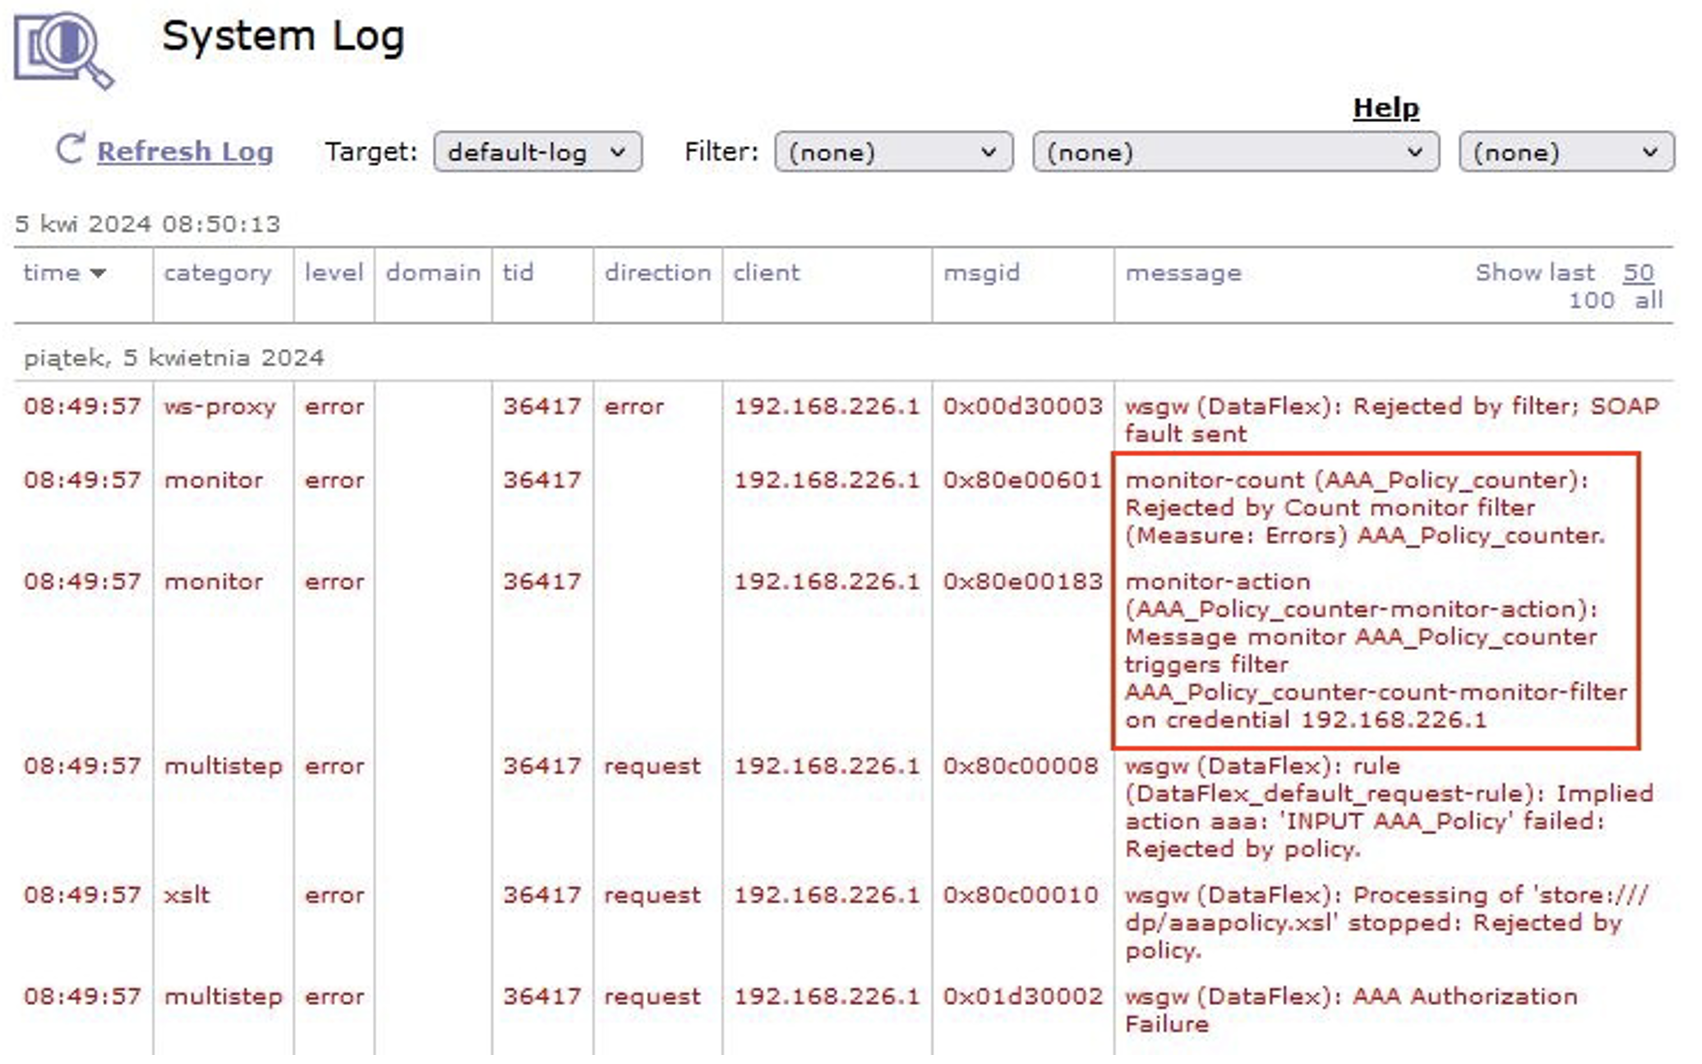 System Log
Help
Refresh Log Target: default-log Filter: (none) (none) (none)
5 kwi 2024 08:50:13
time category level domain tid direction client msgid message Show last 50
100 all
piątek, 5 kwietnia 2024
08:49:57 ws-proxy error 36417 error 192.168.226.1 0x00d30003 wsgw (DataFlex): Rejected by filter; SOAP
fault sent
08:49:57 monitor error 36417 192.168.226.1 0x80e00601 monitor-count (AAA_Policy_counter):
Rejected by Count monitor filter
(Measure: Errors) AAA_Policy_counter.
08:49:57 monitor error 36417 192.168.226.1 0x80e00183 monitor-action
(AAA_Policy_counter-monitor-action):
Message monitor AAA_Policy_counter
triggers filter
AAA_Policy_counter-count-monitor-filter
on credential 192.168.226.1
08:49:57 multistep error 36417 request 192.168.226.1 0x80c00008 wsgw (DataFlex): rule
(DataFlex_default_request-rule): Implied
action aaa: 'INPUT AAA_Policy' failed:
Rejected by policy.
08:49:57 xslt error 36417 request 192.168.226.1 0x80c00010 wsgw (DataFlex): Processing of 'store:///
dp/aaapolicy.xsl' stopped: Rejected by
policy.
08:49:57 multistep error 36417 request 192.168.226.1 0x01d30002 wsgw (DataFlex): AAA Authorization
Failure